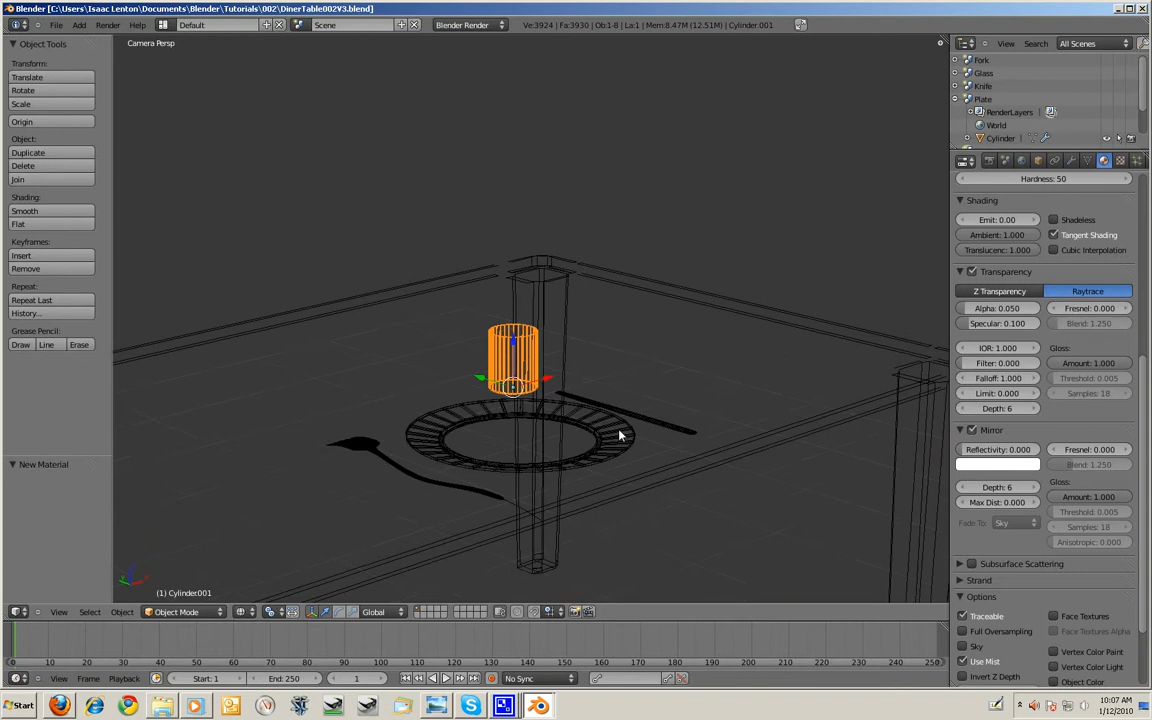 Blender [C:\Users\Isaac Lenton\Documents\Blender\Tutorials\002\DinerTable002V3.blend]
File Add Render Help Default Scene Blender Render Ve:3924 | Fa:3930 | Ob:1-8 | La:1 | Mem:8.47M (12.51M) | Cylinder.001
Object Tools
Transform:
Translate
Rotate
Scale
Origin
Object:
Duplicate
Delete
Join
Shading:
Smooth
Flat
Keyframes:
Insert
Remove
Repeat:
Repeat Last
History...
Grease Pencil:
Draw Line Erase
New Material
Camera Persp
(1) Cylinder.001
View Search All Scenes
Fork
Glass
Knife
Plate
RenderLayers
World
Cylinder
Hardness: 50
Shading
Emit: 0.00 Shadeless
Ambient: 1.000 Tangent Shading
Translucenc: 1.000 Cubic Interpolation
Transparency
Z Transparency Raytrace
Alpha: 0.050 Fresnel: 0.000
Specular: 0.100 Blend: 1.250
IOR: 1.000 Gloss:
Filter: 0.000 Amount: 1.000
Falloff: 1.000 Threshold: 0.005
Limit: 0.000 Samples: 18
Depth: 6
Mirror
Reflectivity: 0.000 Fresnel: 0.000
Blend: 1.250
Depth: 6 Gloss:
Max Dist: 0.000 Amount: 1.000
Threshold: 0.005
Fade To: Sky Samples: 18
Anisotropic: 0.000
Subsurface Scattering
Strand
Options
Traceable Face Textures
Full Oversampling Face Textures Alpha
Sky Vertex Color Paint
Use Mist Vertex Color Light
Invert Z Depth Object Color
View Select Object Object Mode Global
0 10 20 30 40 50 60 70 80 90 100 110 120 130 140 150 160 170 180 190 200 210 220 230 240 250
View Frame Playback Start: 1 End: 250 1 No Sync
Start 10:07 AM
1/12/2010